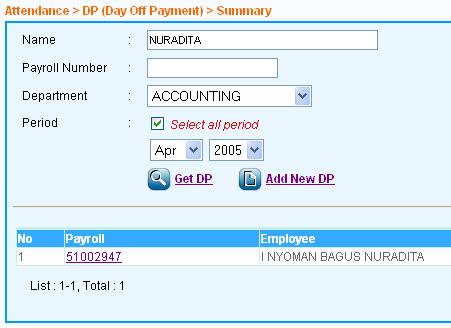 Attendance > DP (Day Off Payment) > Summary
Name : NURADITA
Payroll Number :
Department : ACCOUNTING
Period : Select all period
Apr 2005
Get DP Add New DP
No Payroll Employee
1 51002947 I NYOMAN BAGUS NURADITA
List : 1-1, Total : 1